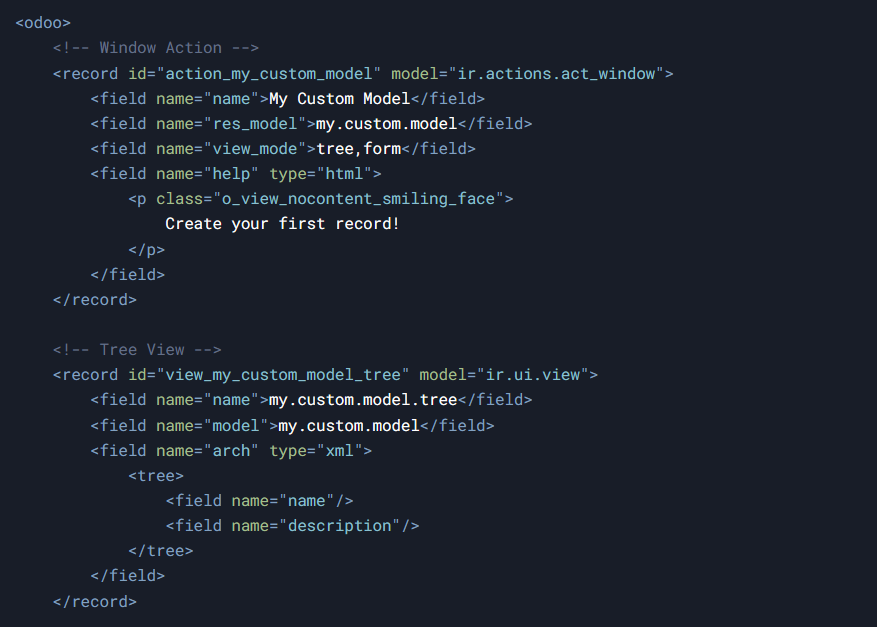 <odoo>
    <!-- Window Action -->
    <record id="action_my_custom_model" model="ir.actions.act_window">
        <field name="name">My Custom Model</field>
        <field name="res_model">my.custom.model</field>
        <field name="view_mode">tree,form</field>
        <field name="help" type="html">
            <p class="o_view_nocontent_smiling_face">
                Create your first record!
            </p>
        </field>
    </record>

    <!-- Tree View -->
    <record id="view_my_custom_model_tree" model="ir.ui.view">
        <field name="name">my.custom.model.tree</field>
        <field name="model">my.custom.model</field>
        <field name="arch" type="xml">
            <tree>
                <field name="name"/>
                <field name="description"/>
            </tree>
        </field>
    </record>